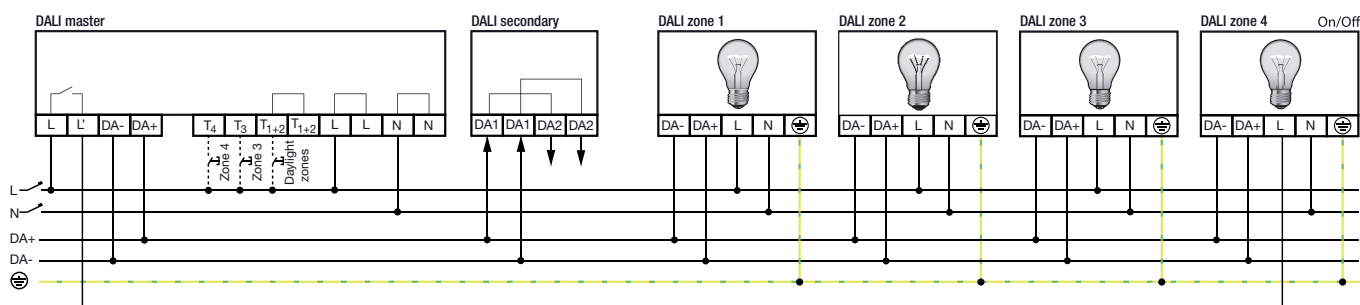 DALI master
DALI secondary
DALI zone 1
DALI zone 2
DALI zone 3
DALI zone 4
On/Off
L L' DA- DA+ T4 T3 T1+2 T1+2 L L N N
DA1 DA1 DA2 DA2
DA- DA+ L N
DA- DA+ L N
DA- DA+ L N
DA- DA+ L N
Zone 4
Zone 3
Daylight
zones
L
N
DA+
DA-